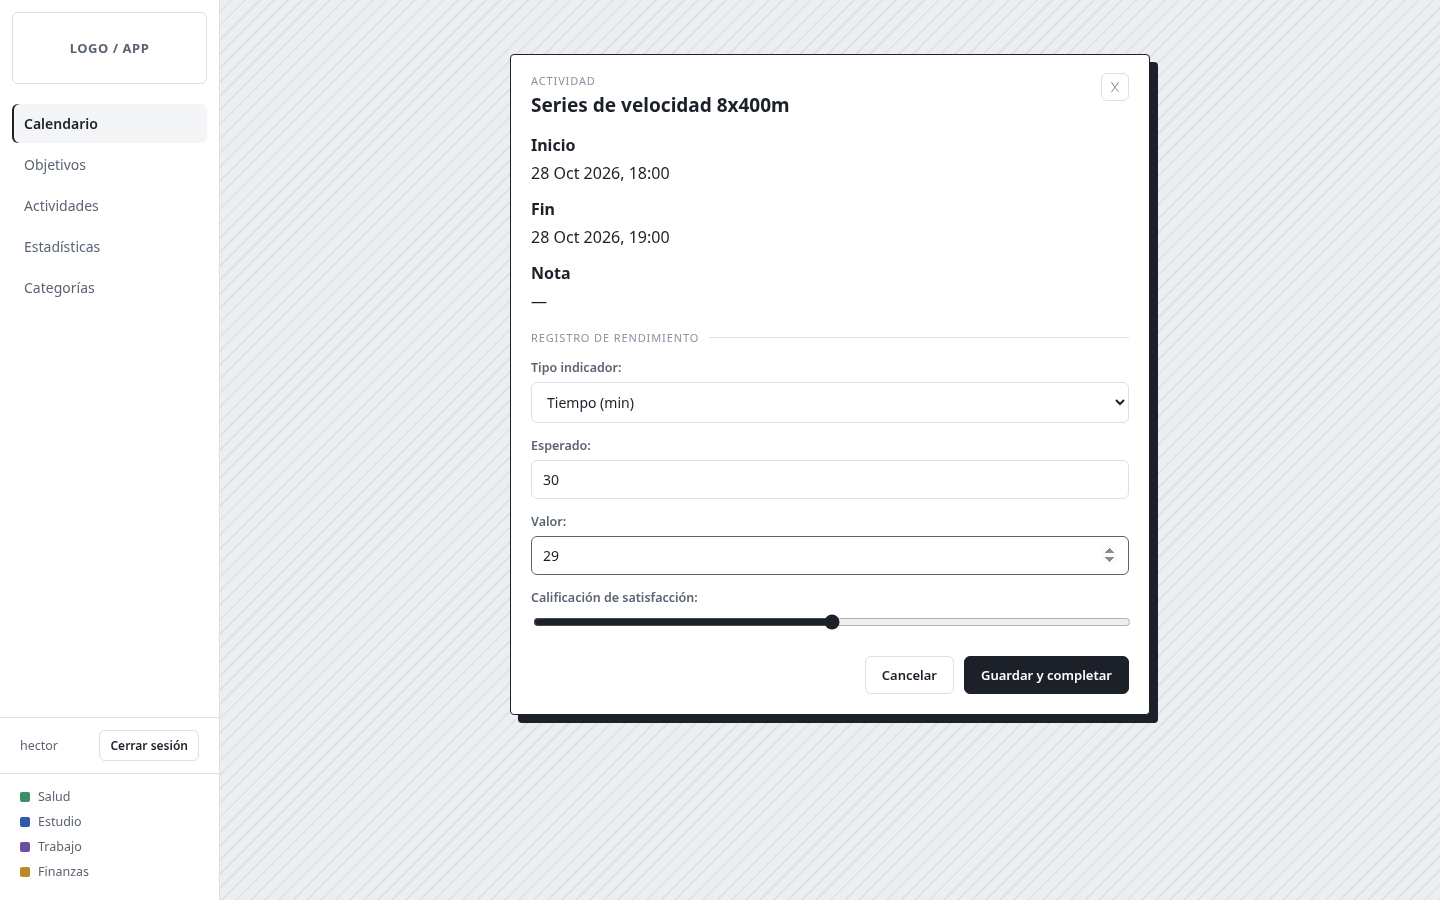 LOGO / APP
Calendario
Objetivos
Actividades
Estadísticas
Categorías
hector
Cerrar sesión
Salud
Estudio
Trabajo
Finanzas
ACTIVIDAD
X
Series de velocidad 8x400m
Inicio
28 Oct 2026, 18:00
Fin
28 Oct 2026, 19:00
Nota
—
REGISTRO DE RENDIMIENTO
Tipo indicador:
Tiempo (min)
Esperado:
30
Valor:
29
Calificación de satisfacción:
Cancelar
Guardar y completar